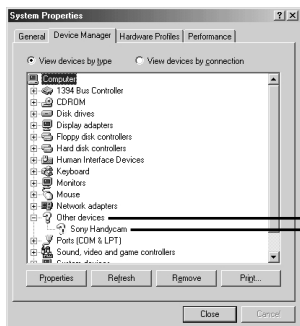 System Properties
General Device Manager Hardware Profiles Performance
View devices by type View devices by connection
Computer
1394 Bus Controller
CDROM
Disk drives
Display adapters
Floppy disk controllers
Hard disk controllers
Human Interface Devices
Keyboard
Monitors
Mouse
Network adapters
Other devices
Sony Handycam
Ports (COM & LPT)
Sound, video and game controllers
Properties Refresh Remove Print...
Close Cancel